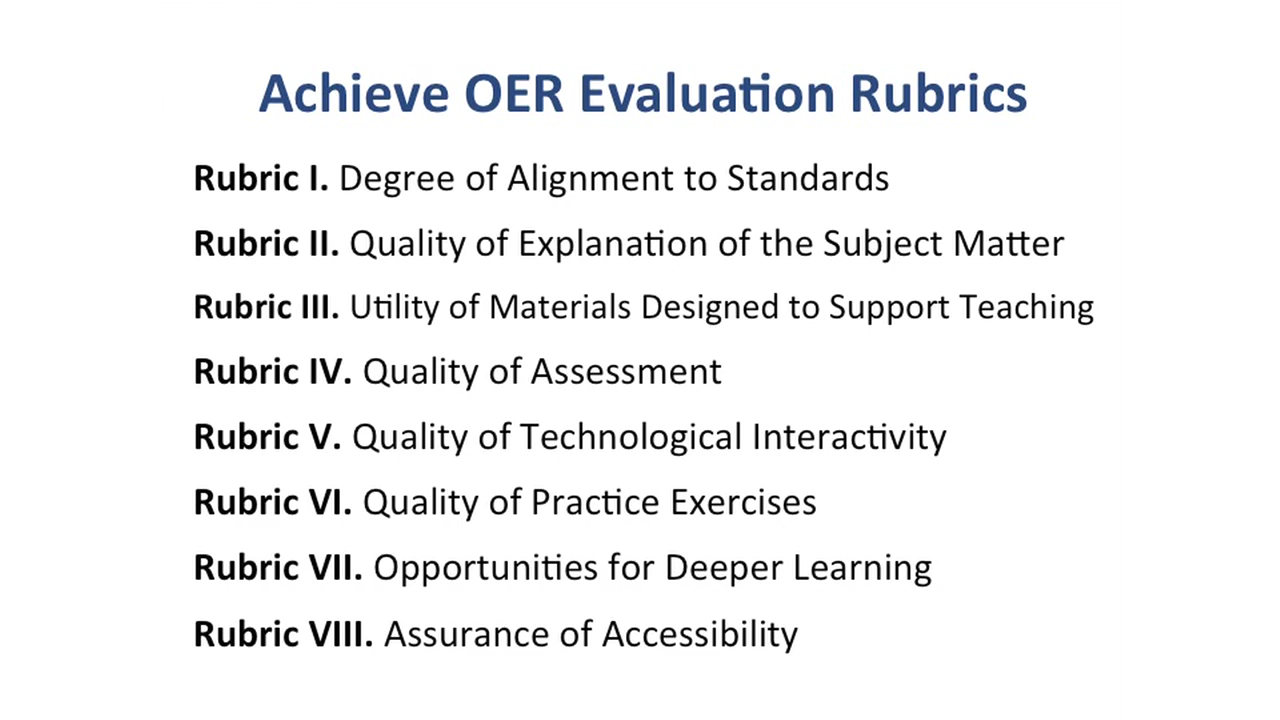 Achieve OER Evaluation Rubrics
Rubric I. Degree of Alignment to Standards
Rubric II. Quality of Explanation of the Subject Matter
Rubric III. Utility of Materials Designed to Support Teaching
Rubric IV. Quality of Assessment
Rubric V. Quality of Technological Interactivity
Rubric VI. Quality of Practice Exercises
Rubric VII. Opportunities for Deeper Learning
Rubric VIII. Assurance of Accessibility